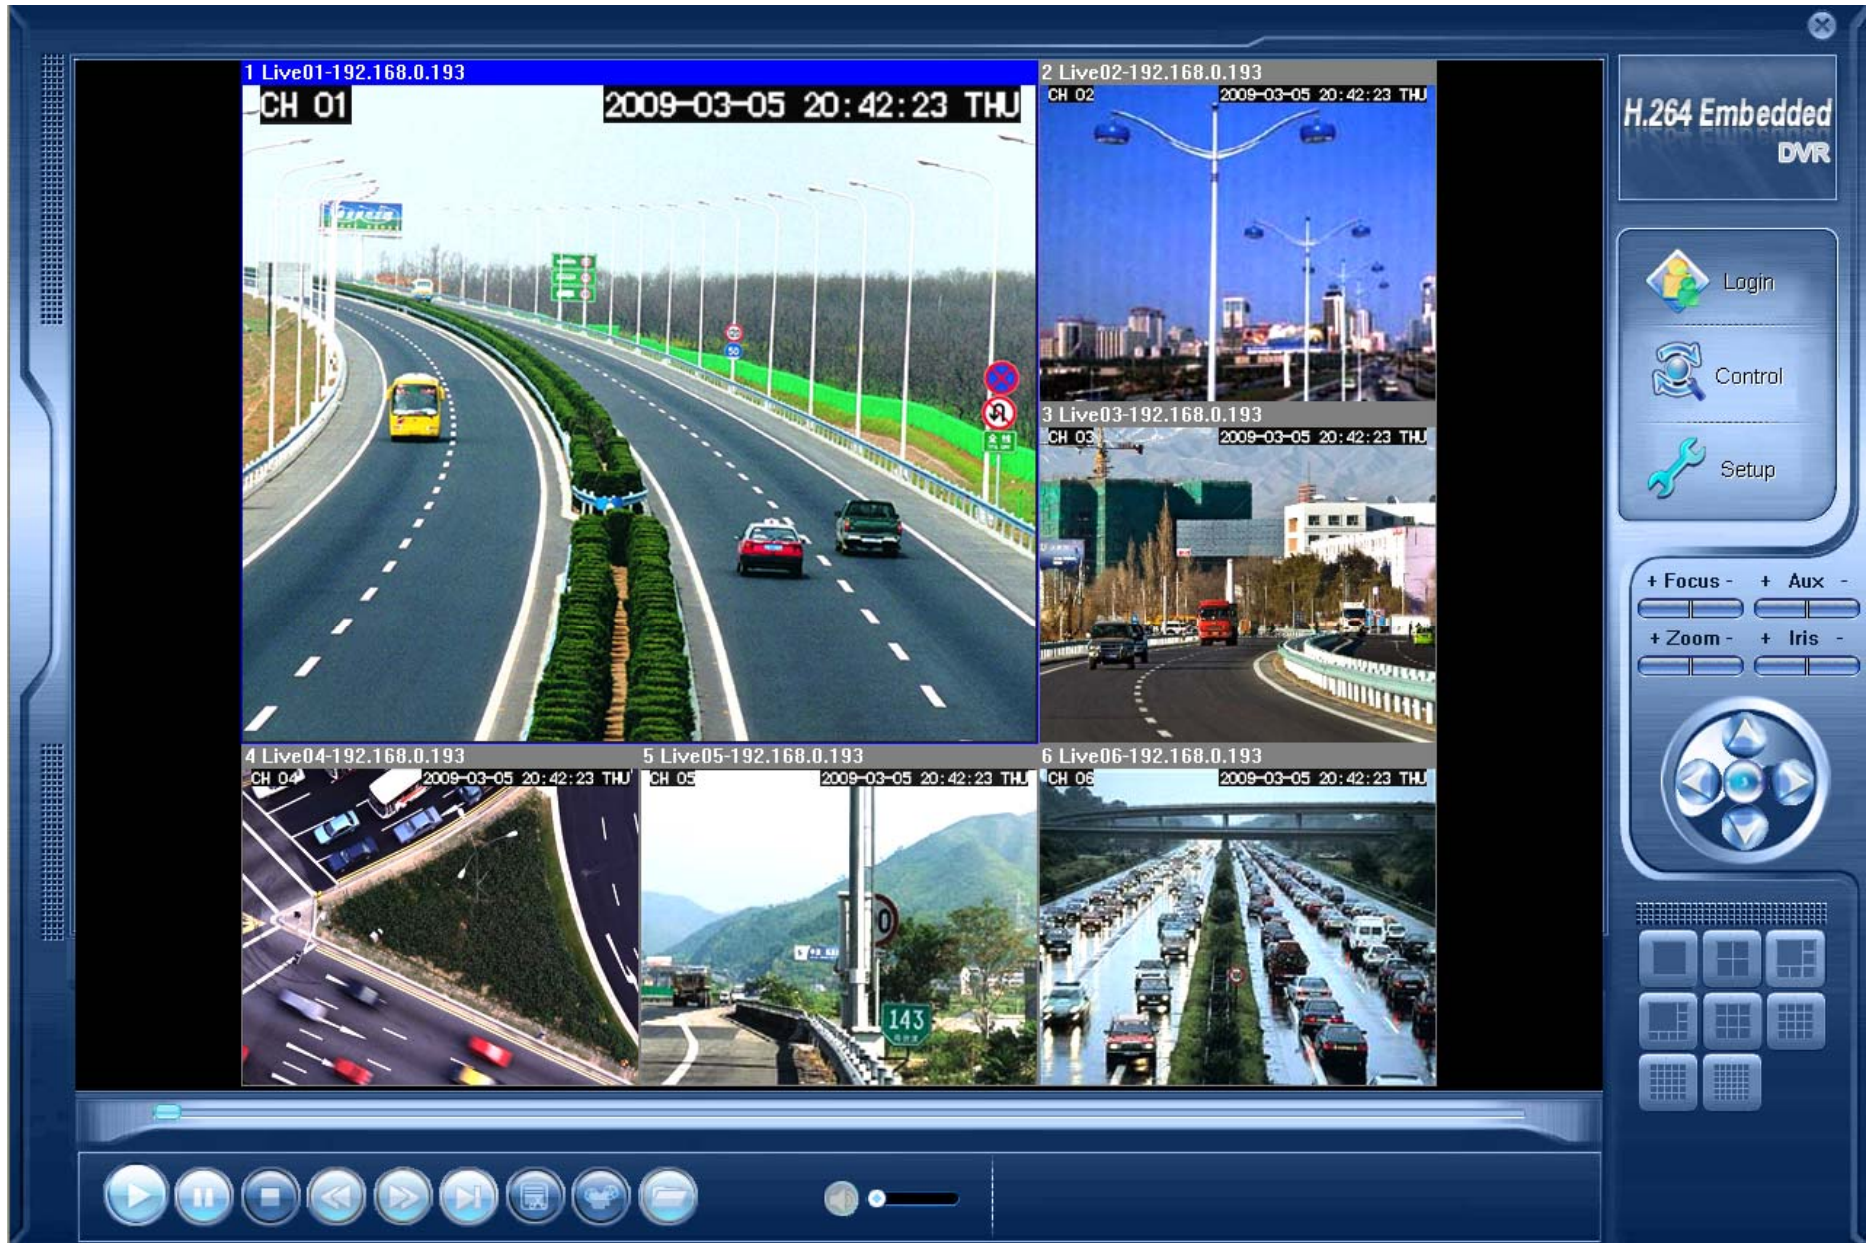 1 Live01-192.168.0.193
CH 01 2009-03-05 20:42:23 THU
50
2 Live02-192.168.0.193
CH 02 2009-03-05 20:42:23 THU
3 Live03-192.168.0.193
CH 03 2009-03-05 20:42:23 THU
4 Live04-192.168.0.193
CH 04 2009-03-05 20:42:23 THU
5 Live05-192.168.0.193
CH 05 2009-03-05 20:42:23 THU
143
6 Live06-192.168.0.193
CH 06 2009-03-05 20:42:23 THU
H.264 Embedded
DVR
Login
Control
Setup
+ Focus - + Aux -
+ Zoom - + Iris -